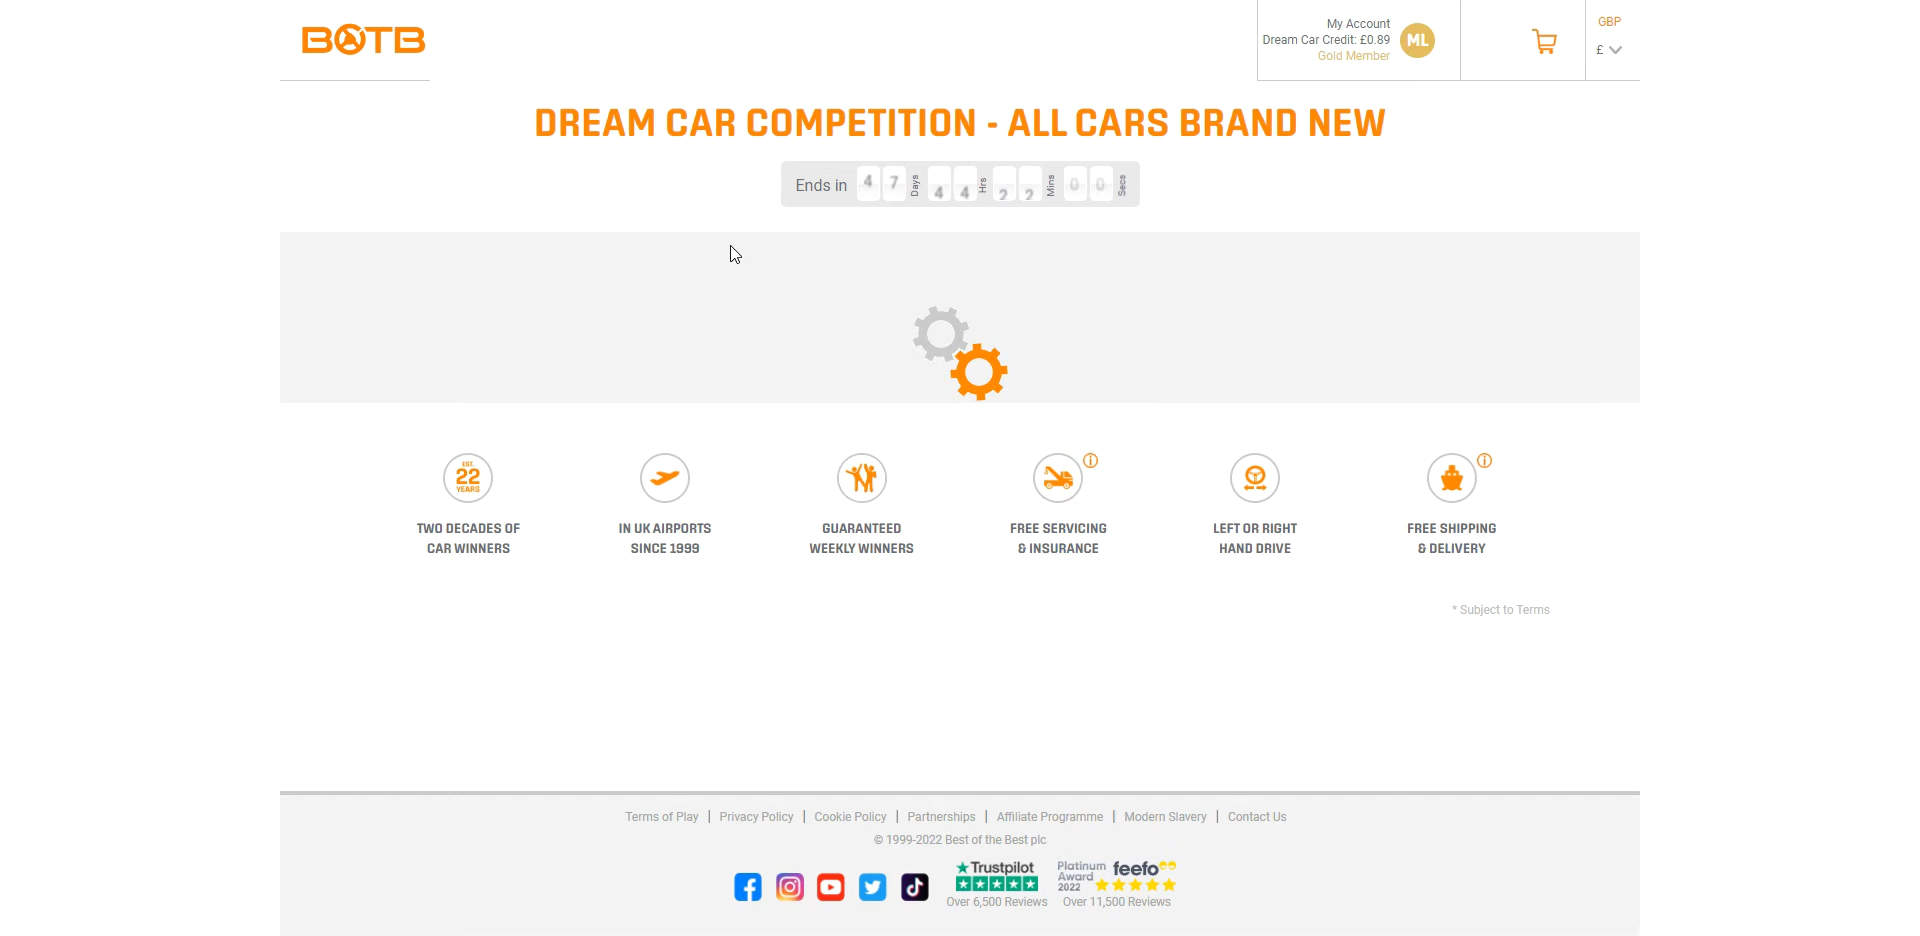 BOTB
My Account
Dream Car Credit: £0.89
Gold Member
ML
GBP
£
DREAM CAR COMPETITION - ALL CARS BRAND NEW
Ends in 4 7 Days 4 4 Hrs 2 2 Mins 0 0 Secs
EST.
22
YEARS
TWO DECADES OF
CAR WINNERS
IN UK AIRPORTS
SINCE 1999
GUARANTEED
WEEKLY WINNERS
FREE SERVICING
& INSURANCE
LEFT OR RIGHT
HAND DRIVE
FREE SHIPPING
& DELIVERY
* Subject to Terms
Terms of Play | Privacy Policy | Cookie Policy | Partnerships | Affiliate Programme | Modern Slavery | Contact Us
© 1999-2022 Best of the Best plc
Trustpilot
Over 6,500 Reviews
Platinum
Award
2022
feefo
Over 11,500 Reviews